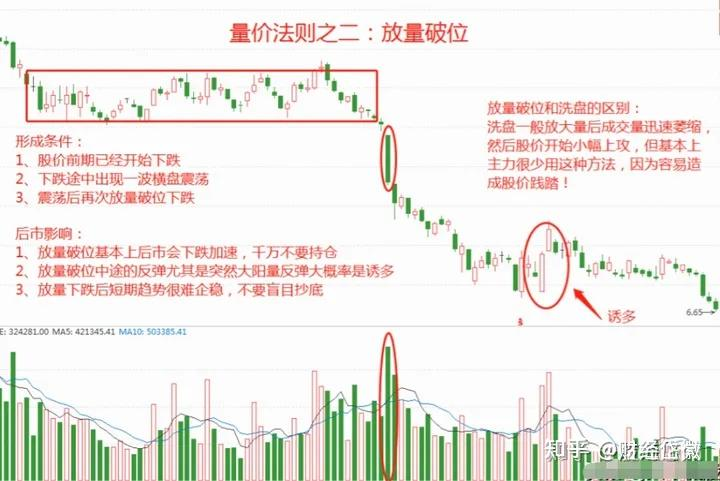 量价法则之二：放量破位
形成条件：
1、股价前期已经开始下跌
2、下跌途中出现一波横盘震荡
3、震荡后再次放量破位下跌
后市影响：
1、放量破位基本上后市会下跌加速，千万不要持仓
2、放量破位中途的反弹尤其是突然大阳量反弹大概率是诱多
3、放量下跌后短期趋势很难企稳，不要盲目抄底
放量破位和洗盘的区别：
洗盘一般放大量后成交量迅速萎缩，
然后股价开始小幅上攻，但基本上
主力很少用这种方法，因为容易造
成股价践踏！
诱多
6.65
E: 324281.00 MA5: 421345.41 MA10: 503385.41
知乎 @财经